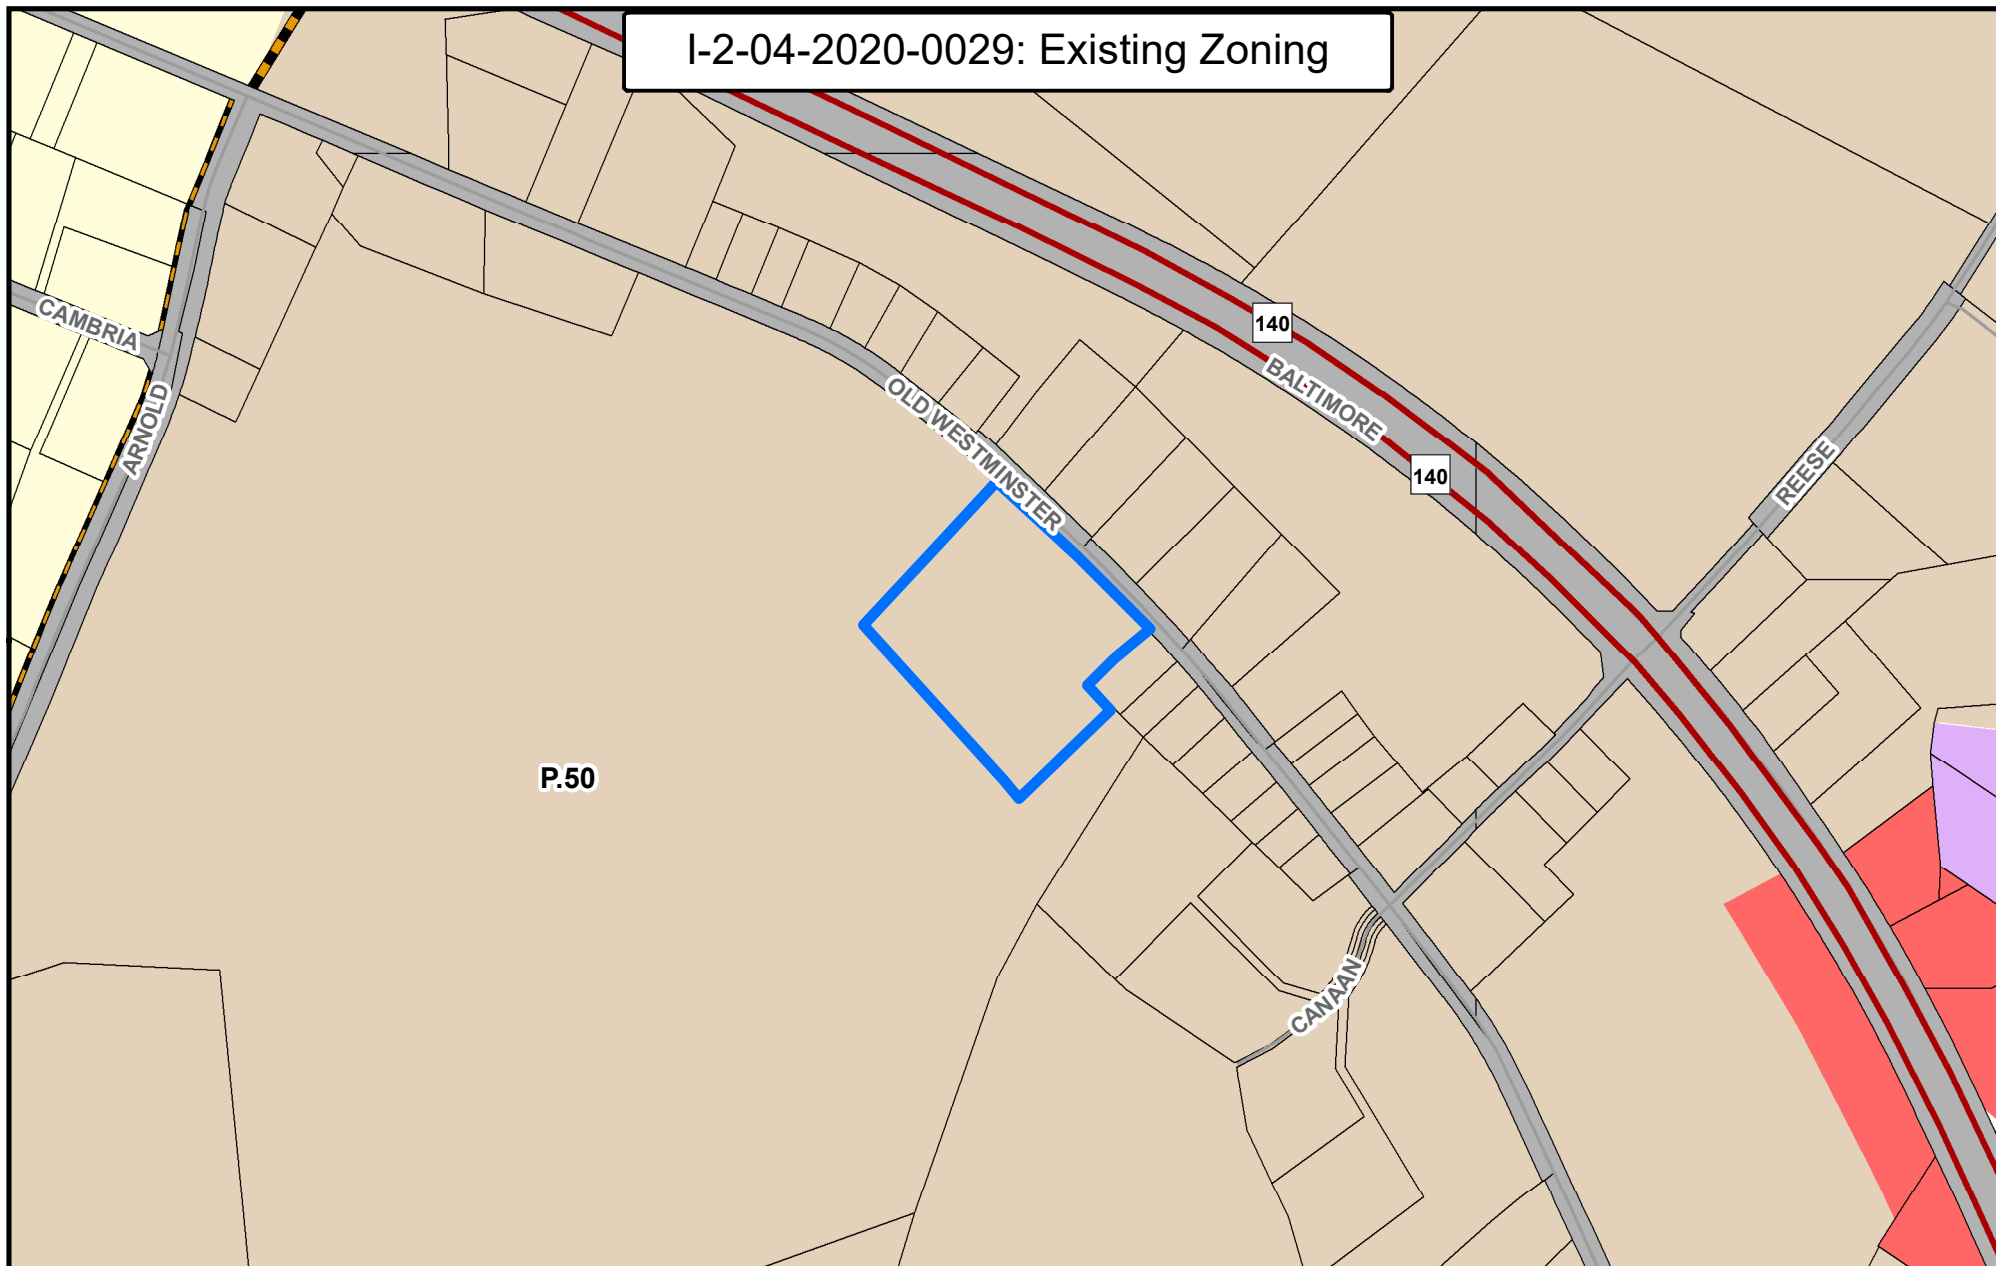 I-2-04-2020-0029: Existing Zoning
CAMBRIA
ARNOLD
OLD WESTMINSTER
140
BALTIMORE
140
REESE
P.50
CANAAN